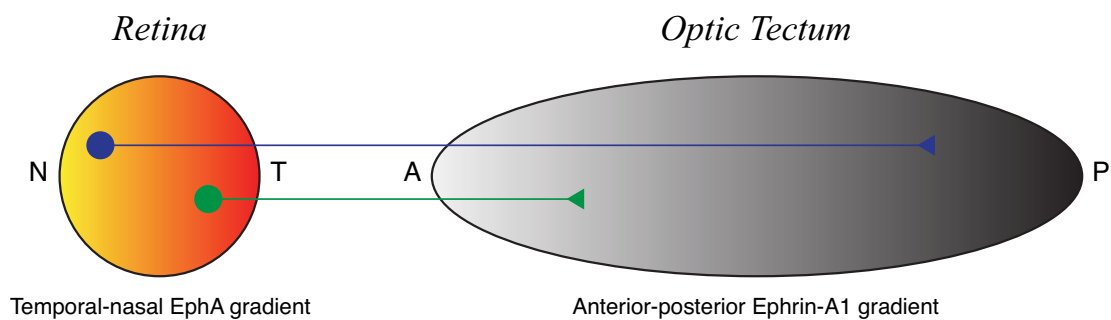 Retina
Optic Tectum
N
T
A
P
Temporal-nasal EphA gradient
Anterior-posterior Ephrin-A1 gradient